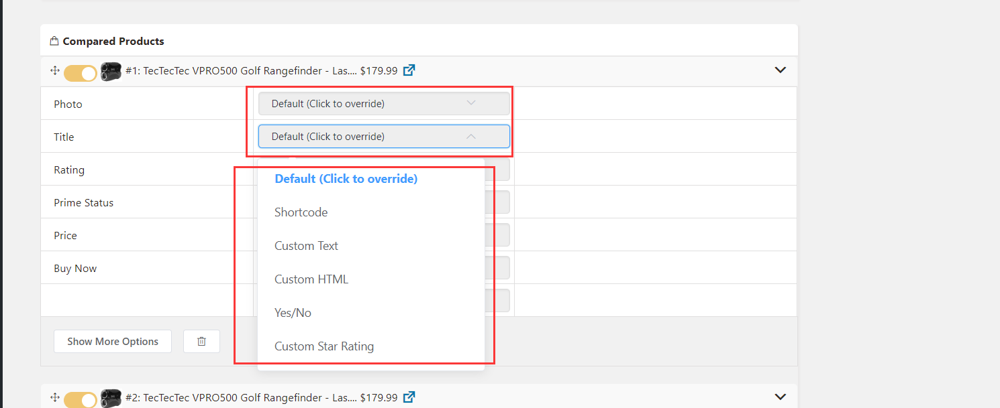 Compared Products
#1: TecTecTec VPRO500 Golf Rangefinder - Las.... $179.99
Photo
Default (Click to override)
Title
Default (Click to override)
Rating
Default (Click to override)
Shortcode
Prime Status
Price
Custom Text
Buy Now
Custom HTML
Yes/No
Show More Options
Custom Star Rating
#2: TecTecTec VPRO500 Golf Rangefinder - Las.... $179.99